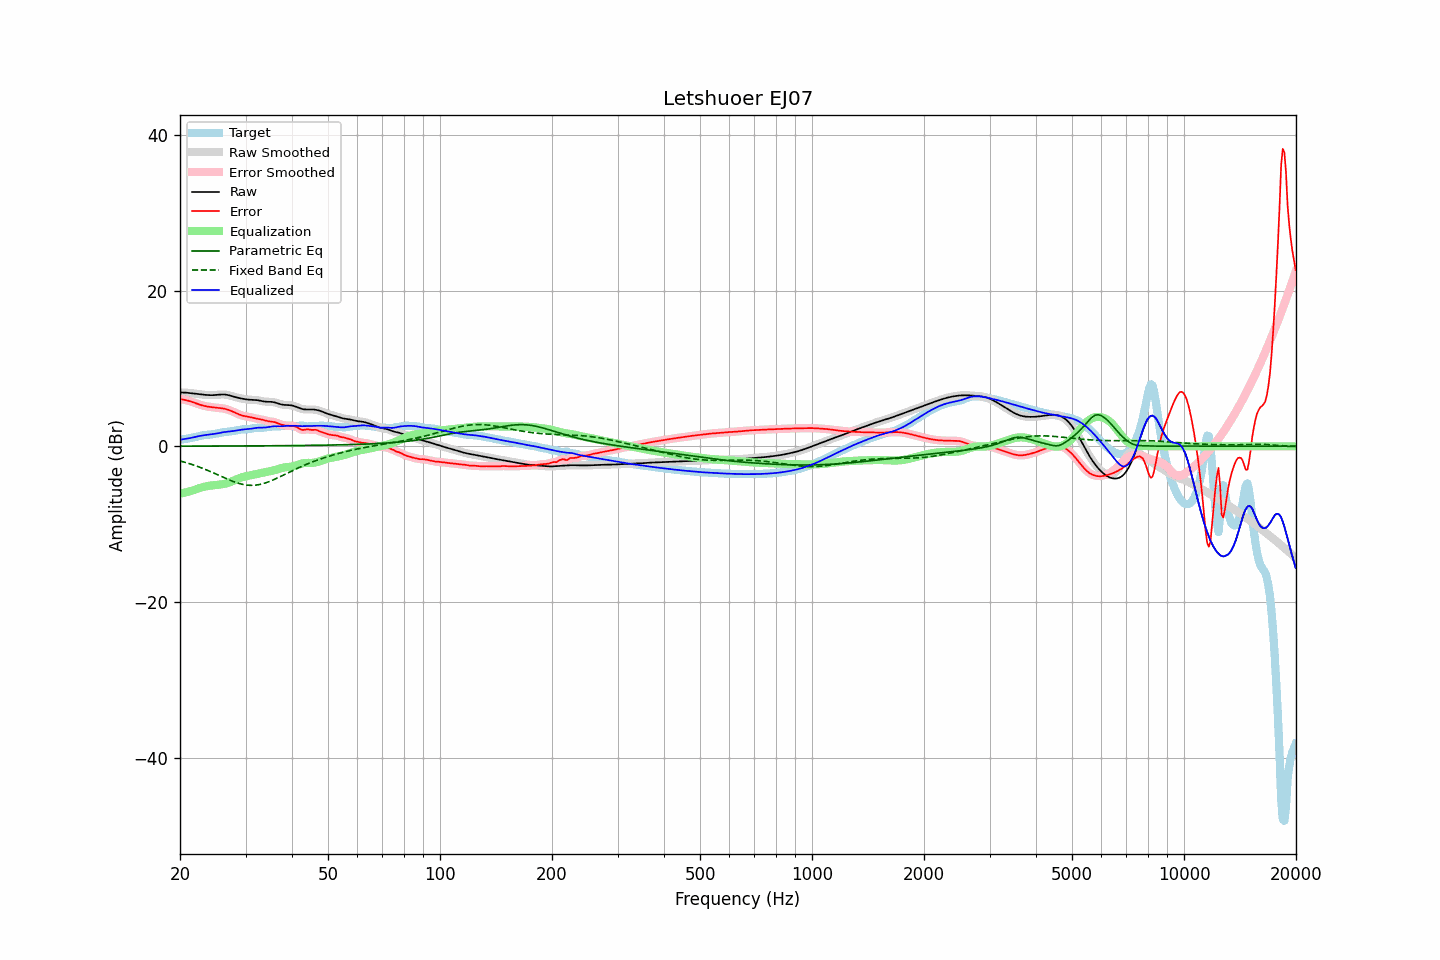 Letshuoer EJ07
Target
Raw Smoothed
Error Smoothed
Raw
Error
Equalization
Parametric Eq
Fixed Band Eq
Equalized
40
20
0
−20
−40
Amplitude (dBr)
20 50 100 200 500 1000 2000 5000 10000 20000
Frequency (Hz)